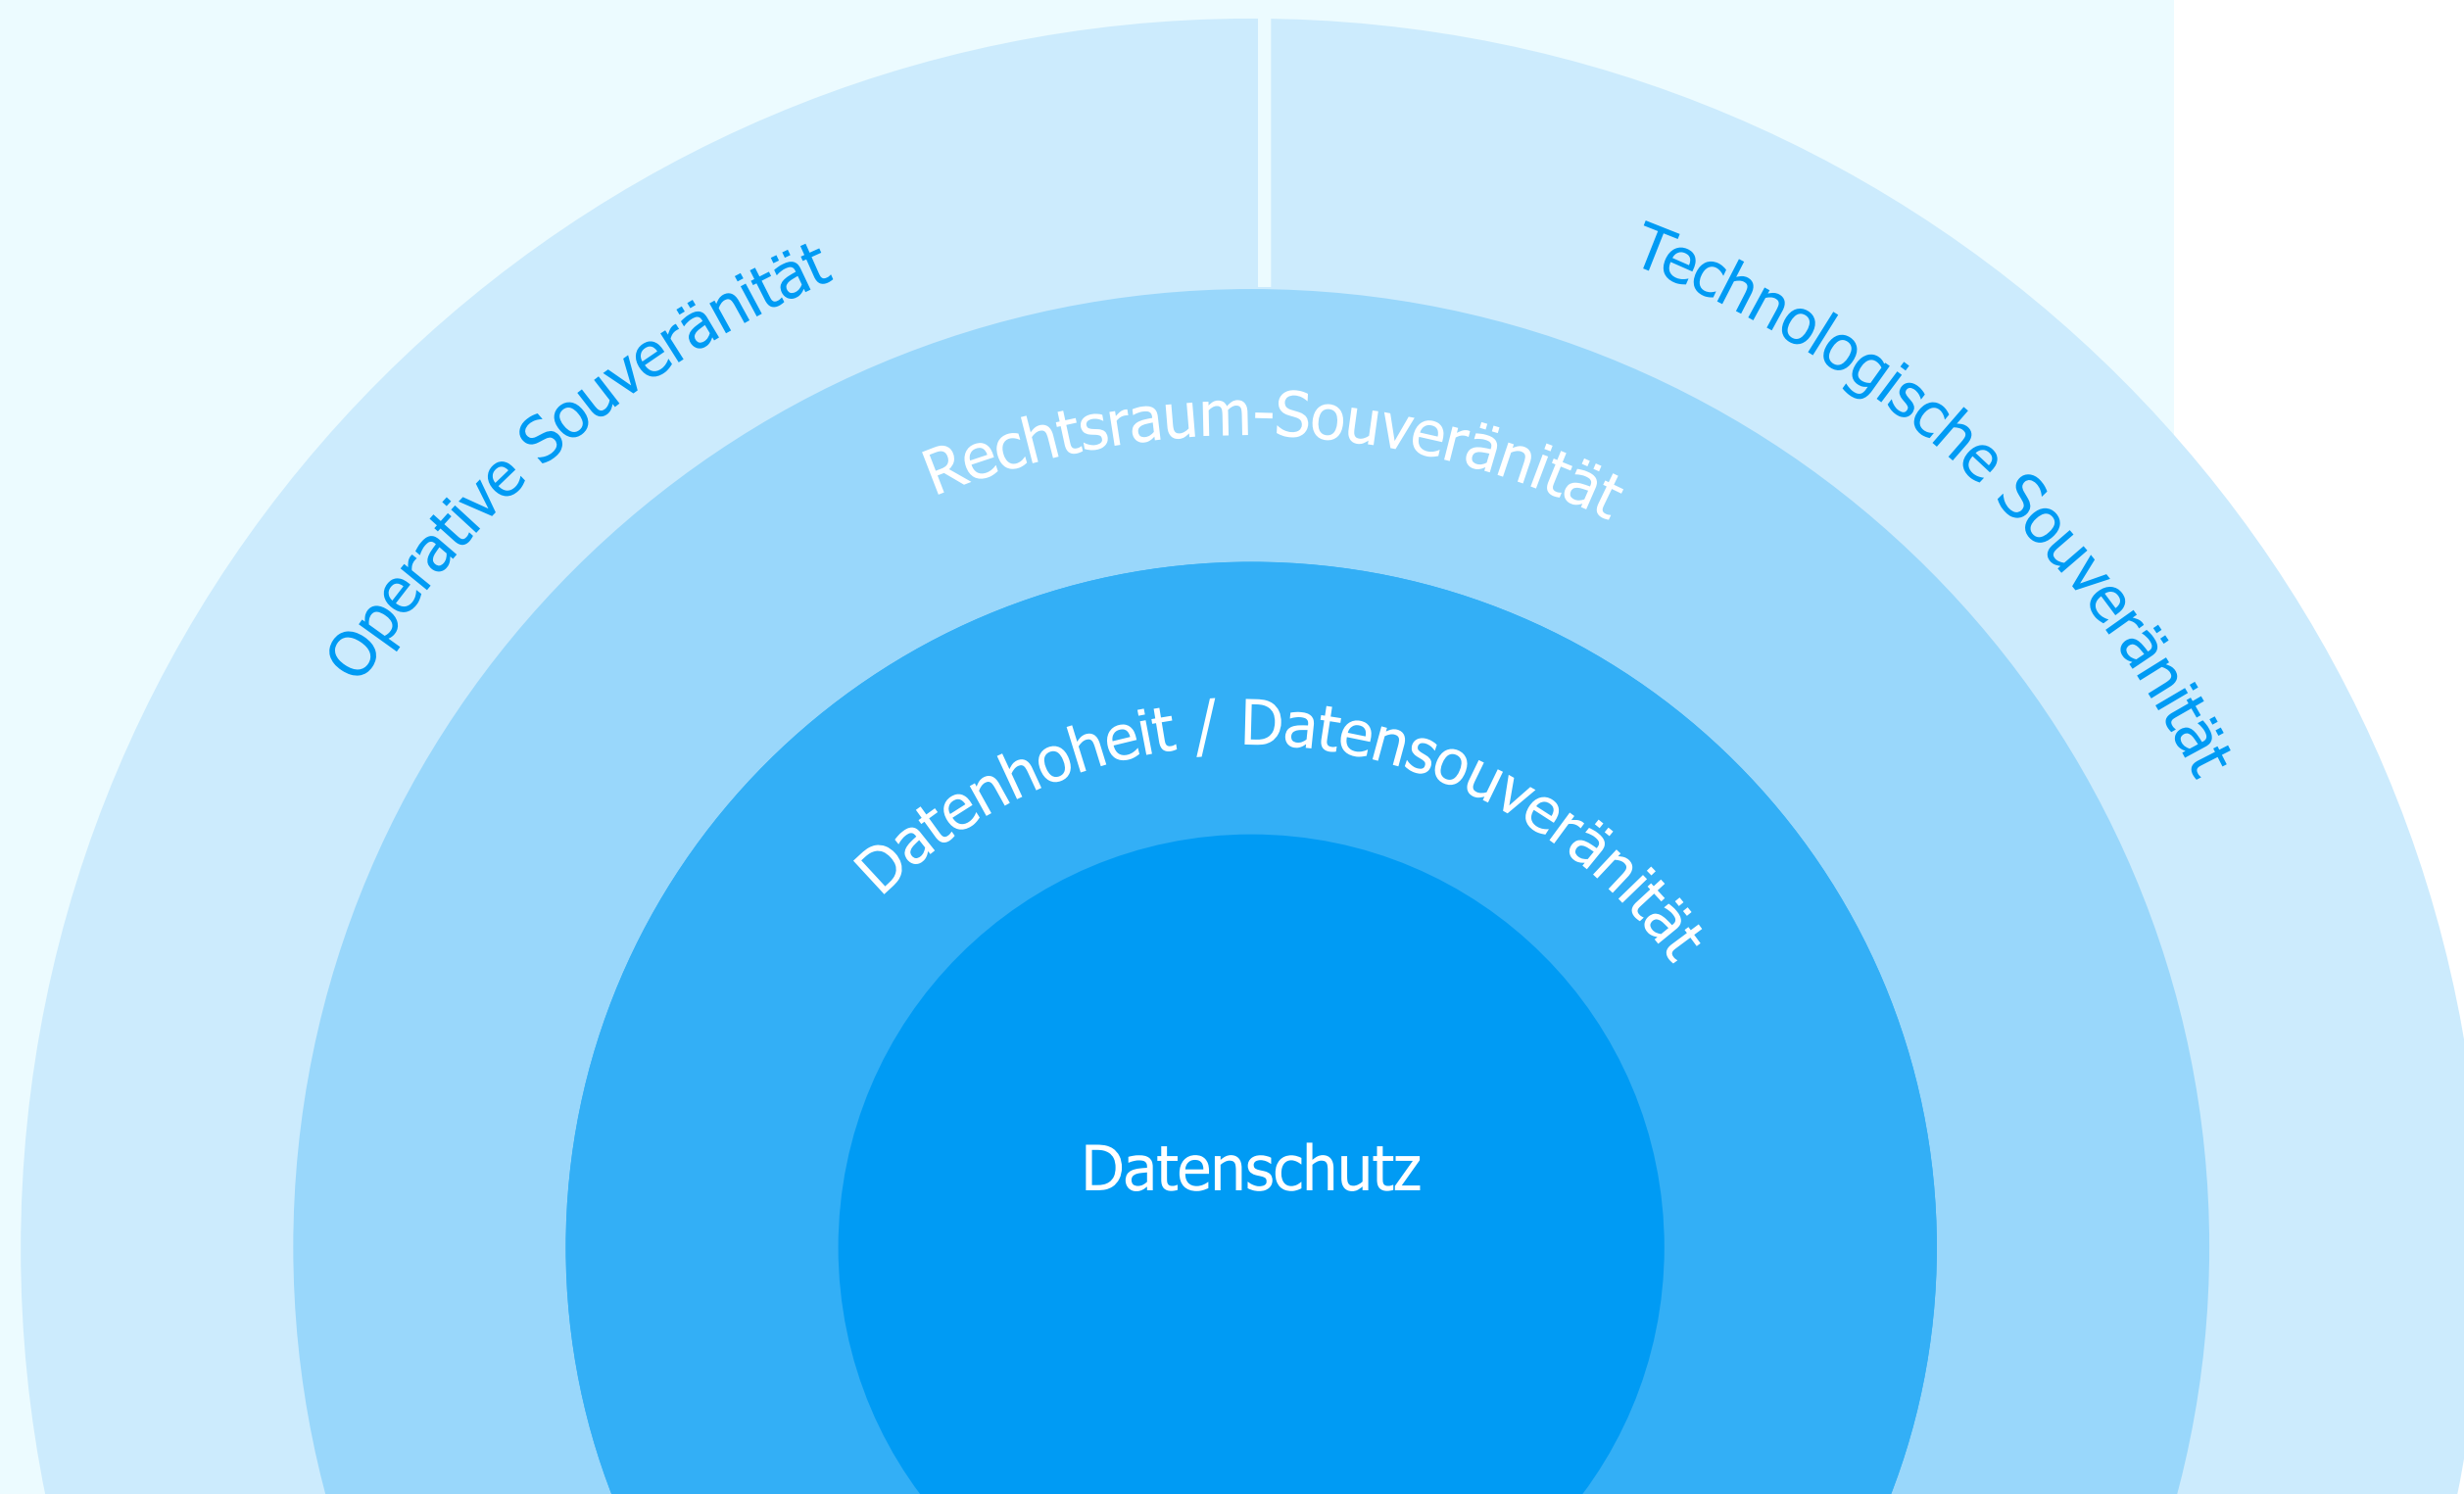 Operative Souveränität
Technologische Souveränität
Rechtsraum-Souveränität
Datenhoheit / Datensouveränität
Datenschutz